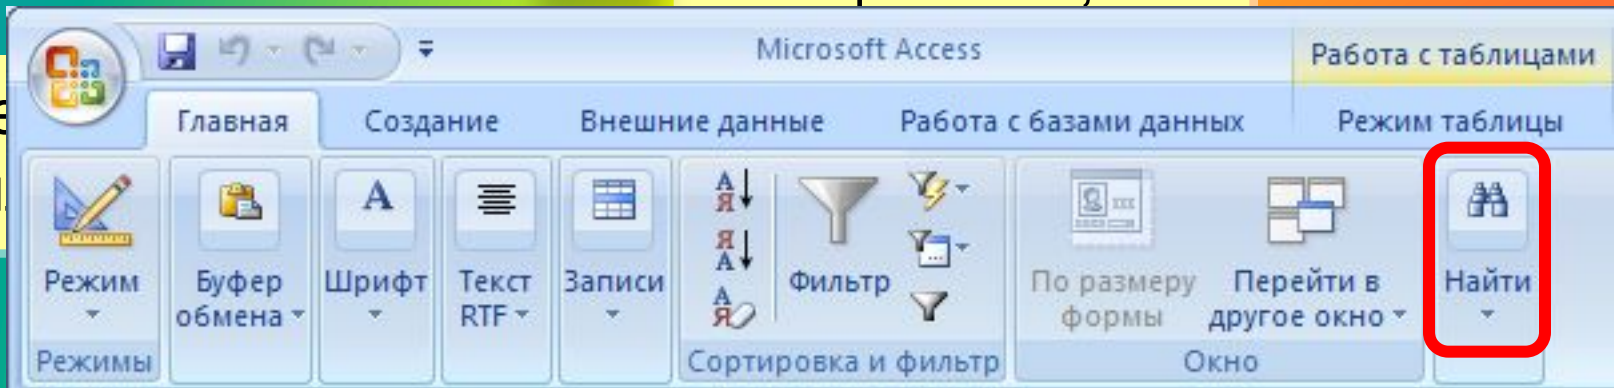 Microsoft Access
Работа с таблицами
Главная Создание Внешние данные Работа с базами данных Режим таблицы
Режим Буфер обмена Шрифт Текст RTF Записи Фильтр По размеру формы Перейти в другое окно Найти
Режимы Сортировка и фильтр Окно